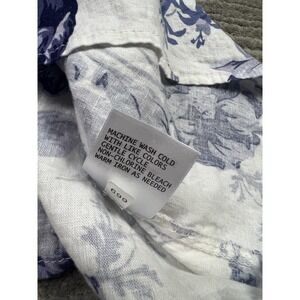 MACHINE WASH COLD
WITH LIKE COLORS
GENTLE CYCLE
NON-CHLORINE BLEACH
WARM IRON AS NEEDED